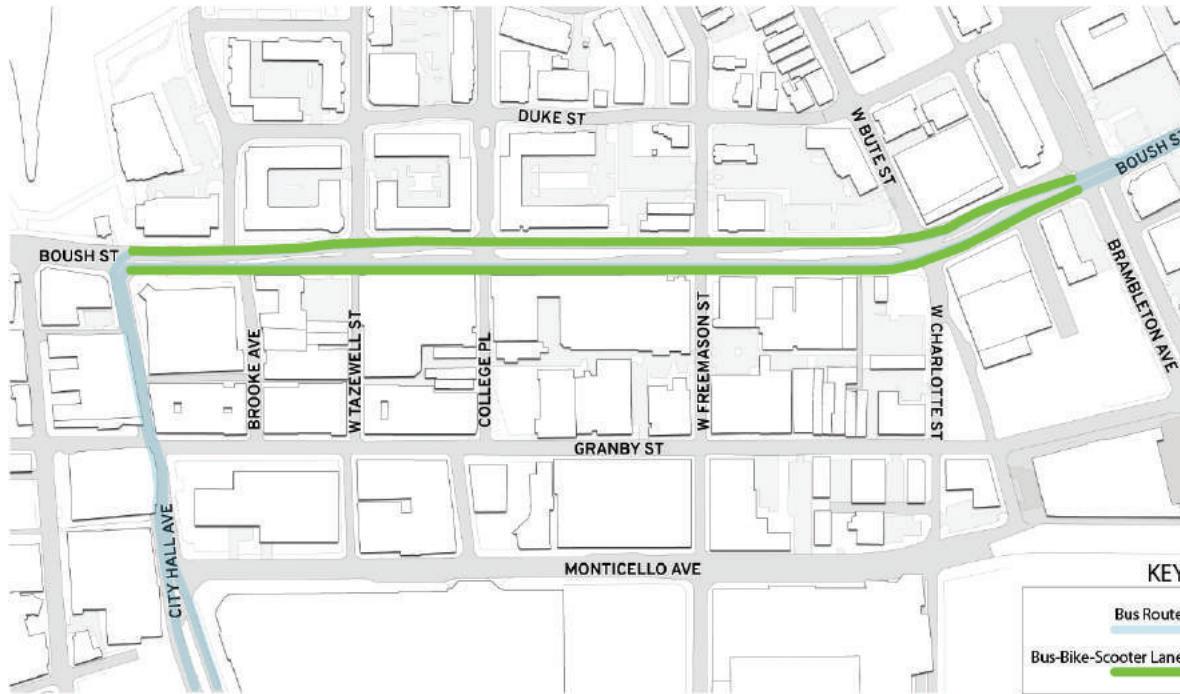 DUKE ST
W BUTE ST
BOUSH ST
BOUSH ST
BRAMBLETON AVE
BROOKE AVE
W TAZEWELL ST
COLLEGE PL
W FREEMASON ST
W CHARLOTTE ST
GRANBY ST
CITY HALL AVE
MONTICELLO AVE
KEY
Bus Route
Bus-Bike-Scooter Lane